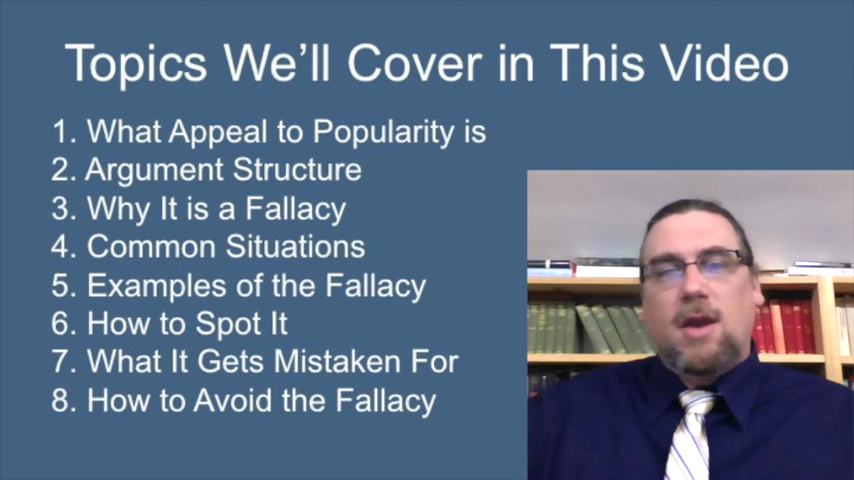 Topics We’ll Cover in This Video
1. What Appeal to Popularity is
2. Argument Structure
3. Why It is a Fallacy
4. Common Situations
5. Examples of the Fallacy
6. How to Spot It
7. What It Gets Mistaken For
8. How to Avoid the Fallacy